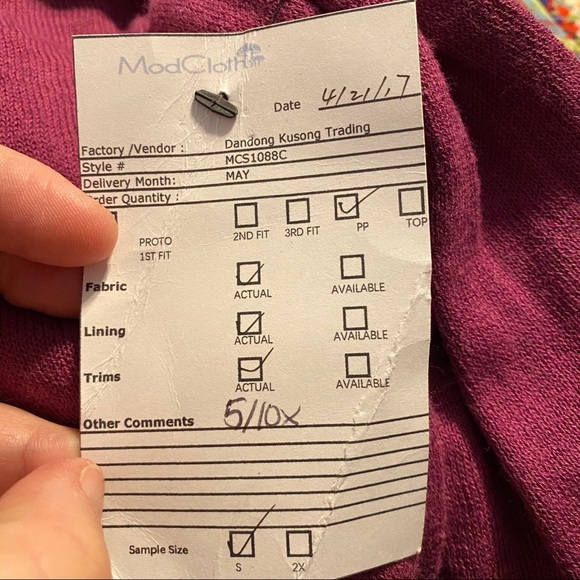 ModCloth
Date 4/21/17
Factory /Vendor : Dandong Kusong Trading
Style # MCS1088C
Delivery Month: MAY
rder Quantity :
PROTO 2ND FIT 3RD FIT PP TOP
1ST FIT
Fabric
ACTUAL AVAILABLE
Lining
ACTUAL AVAILABLE
Trims
ACTUAL AVAILABLE
Other Comments 5/10x
Sample Size
S 2X